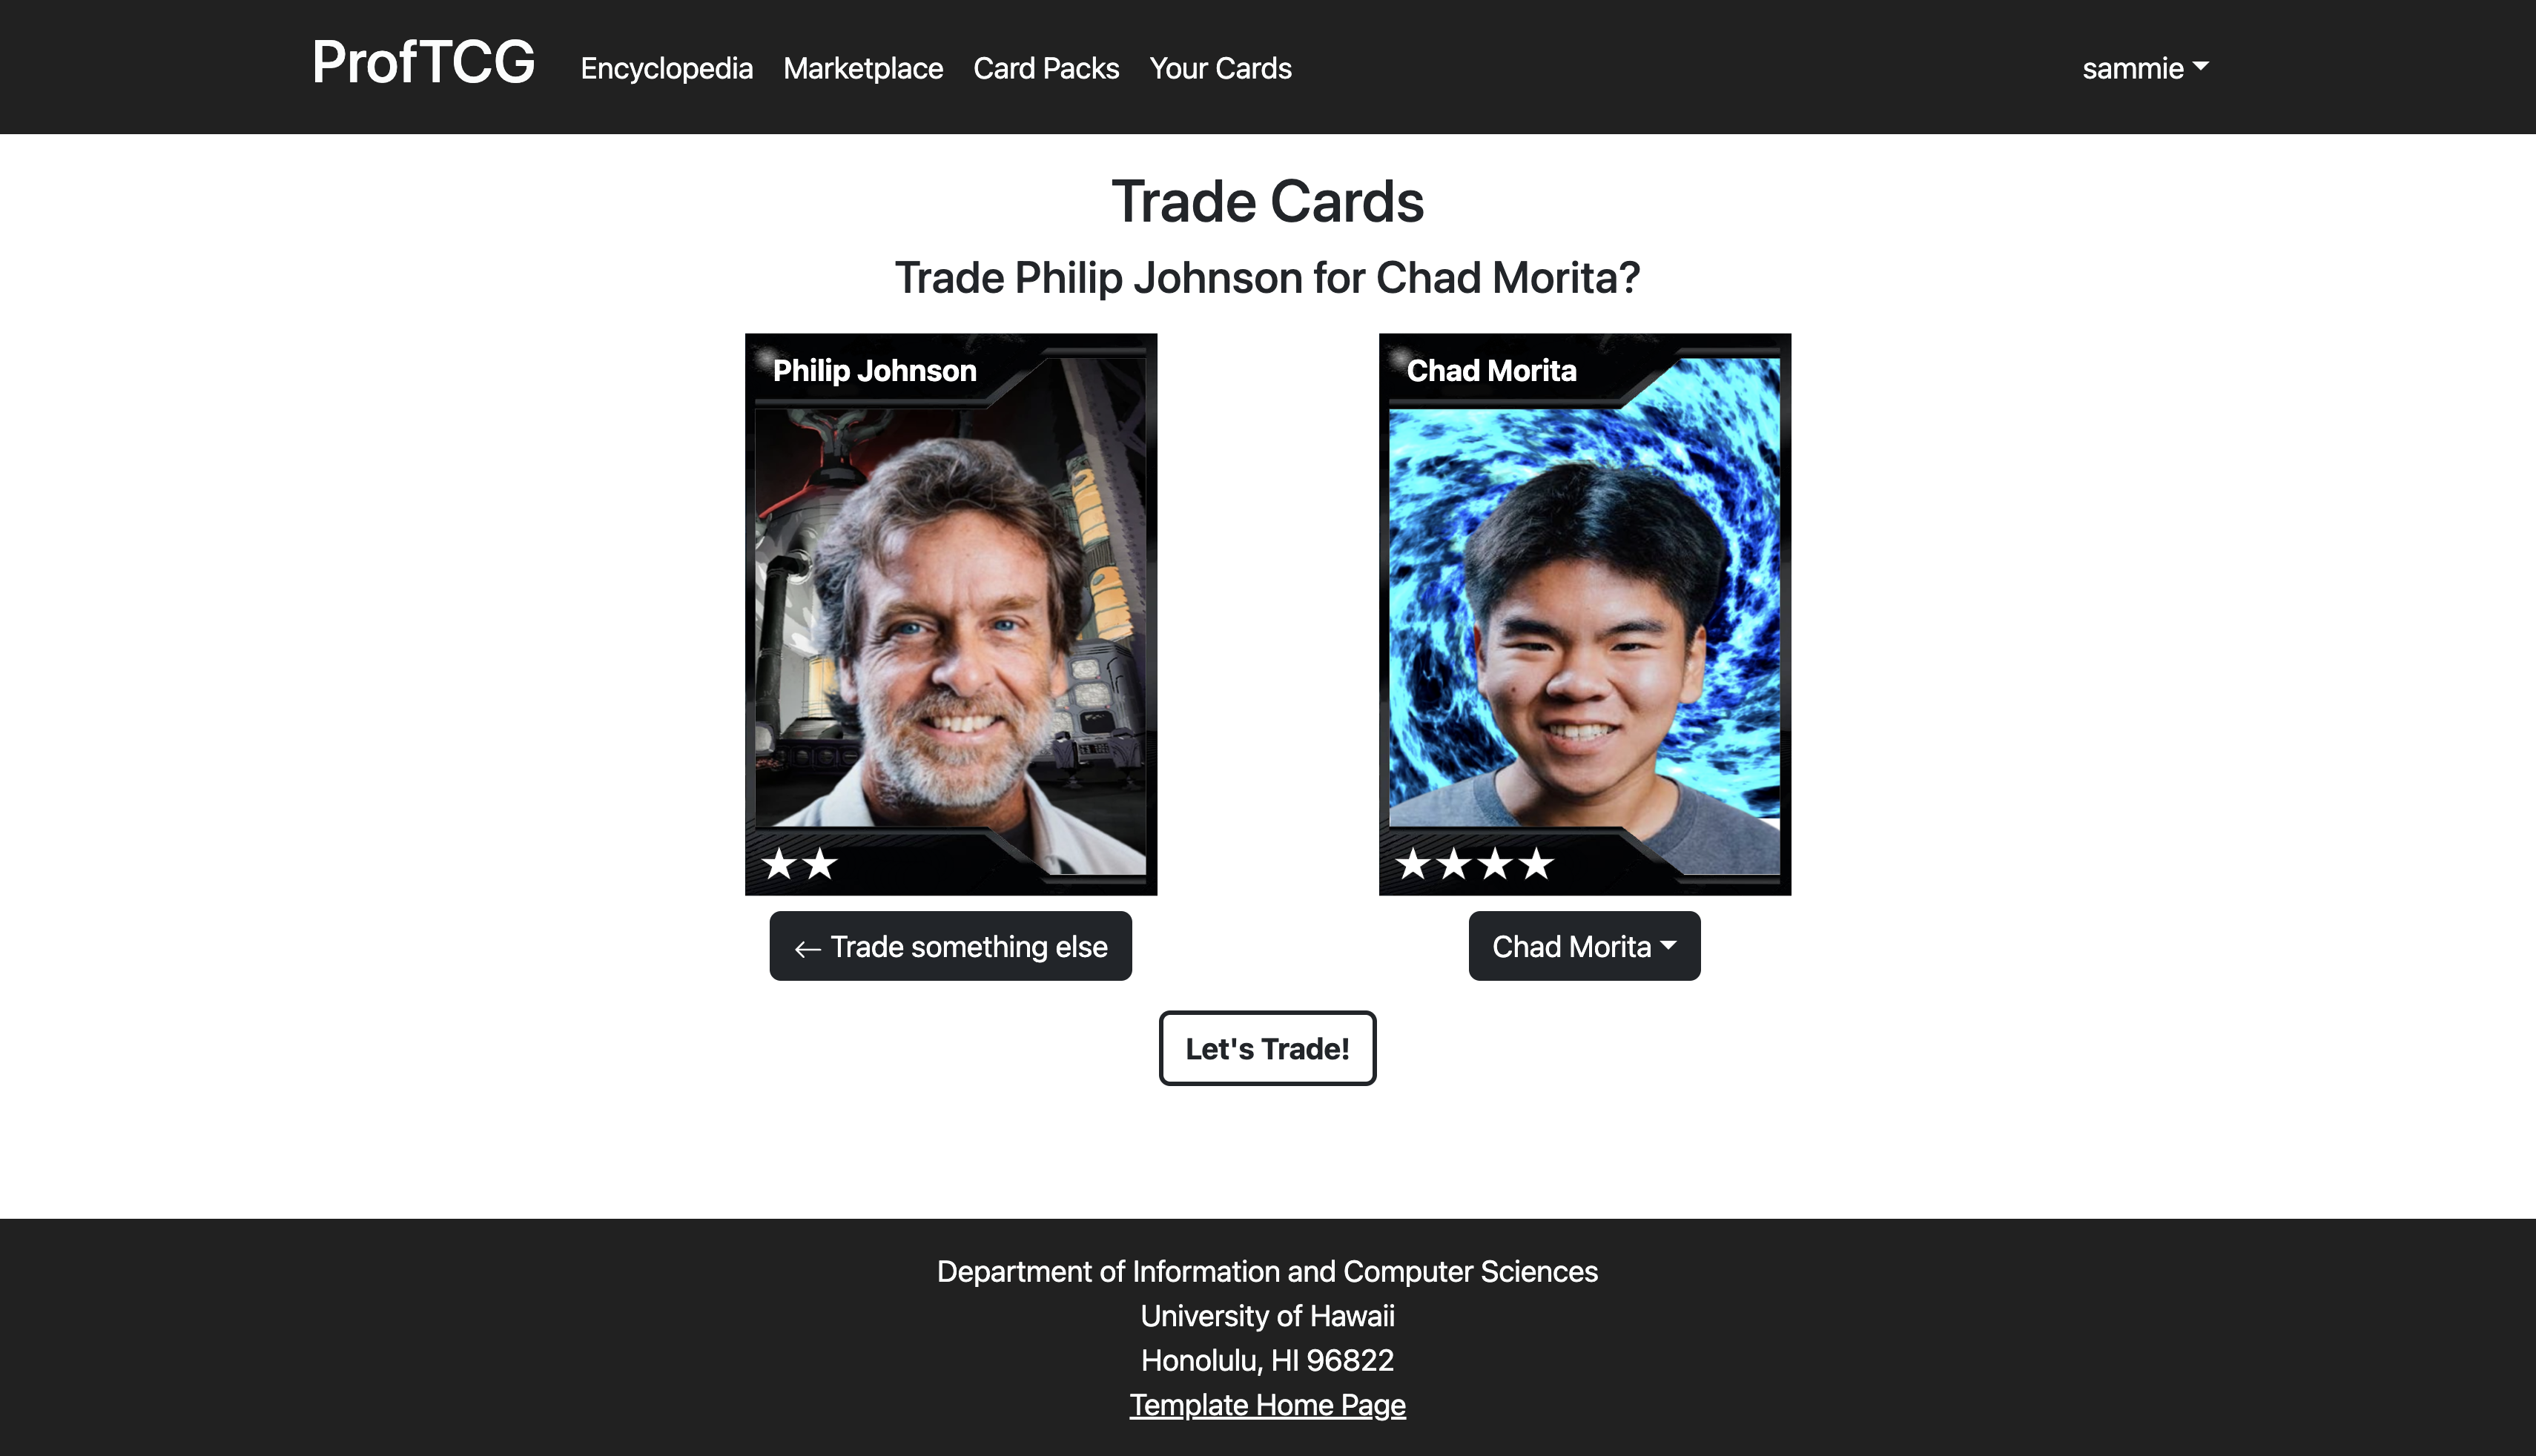 ProfTCG Encyclopedia Marketplace Card Packs Your Cards sammie
Trade Cards
Trade Philip Johnson for Chad Morita?
Philip Johnson
Chad Morita
← Trade something else
Chad Morita
Let's Trade!
Department of Information and Computer Sciences
University of Hawaii
Honolulu, HI 96822
Template Home Page